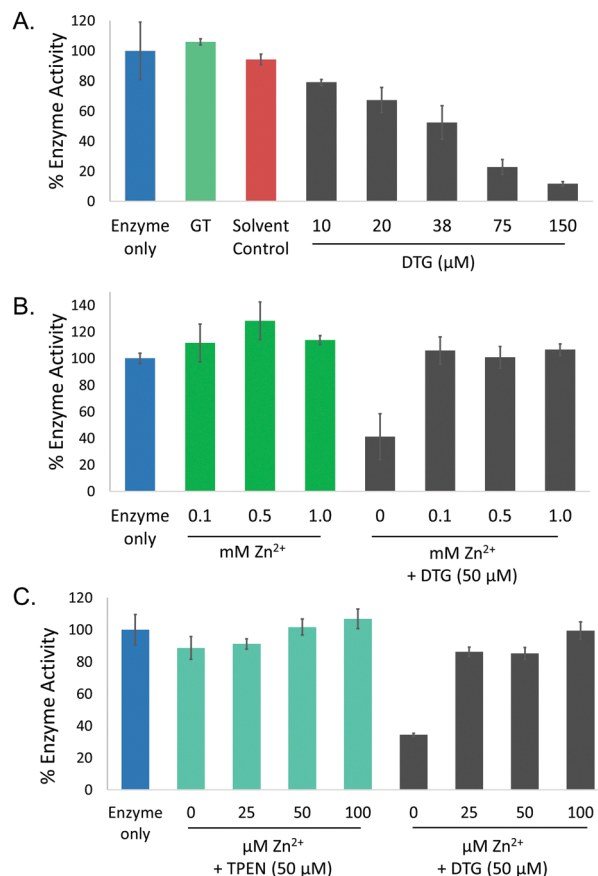 A.
% Enzyme Activity
120
100
80
60
40
20
0
Enzyme only
GT
Solvent Control
10
20
38
75
150
DTG (µM)
B.
% Enzyme Activity
140
120
100
80
60
40
20
0
Enzyme only
0.1
0.5
1.0
0
0.1
0.5
1.0
mM Zn²⁺
mM Zn²⁺
+ DTG (50 µM)
C.
% Enzyme Activity
120
100
80
60
40
20
0
Enzyme only
0
25
50
100
0
25
50
100
µM Zn²⁺
+ TPEN (50 µM)
µM Zn²⁺
+ DTG (50 µM)